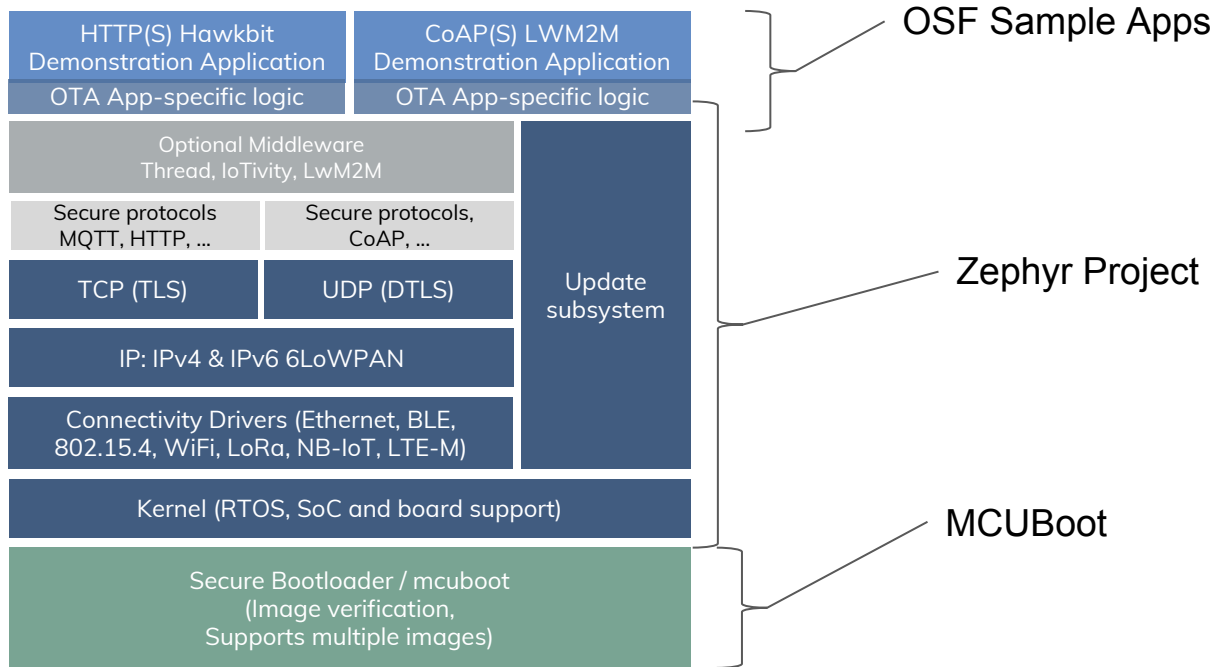 HTTP(S) Hawkbit
Demonstration Application
CoAP(S) LWM2M
Demonstration Application
OSF Sample Apps
OTA App-specific logic
OTA App-specific logic
Optional Middleware
Thread, IoTivity, LwM2M
Secure protocols
MQTT, HTTP, ...
Secure protocols,
CoAP, ...
TCP (TLS)
UDP (DTLS)
Update
subsystem
Zephyr Project
IP: IPv4 & IPv6 6LoWPAN
Connectivity Drivers (Ethernet, BLE,
802.15.4, WiFi, LoRa, NB-IoT, LTE-M)
Kernel (RTOS, SoC and board support)
MCUBoot
Secure Bootloader / mcuboot
(Image verification,
Supports multiple images)